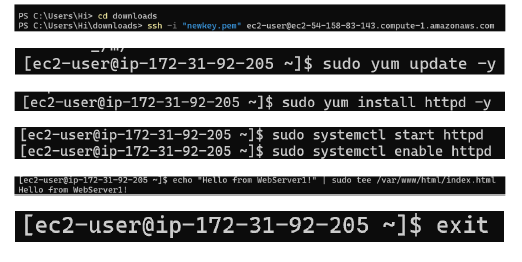 PS C:\Users\Hi> cd downloads
PS C:\Users\Hi\downloads> ssh -i "newkey.pem" ec2-user@ec2-54-158-83-143.compute-1.amazonaws.com
[ec2-user@ip-172-31-92-205 ~]$ sudo yum update -y
[ec2-user@ip-172-31-92-205 ~]$ sudo yum install httpd -y
[ec2-user@ip-172-31-92-205 ~]$ sudo systemctl start httpd
[ec2-user@ip-172-31-92-205 ~]$ sudo systemctl enable httpd
[ec2-user@ip-172-31-92-205 ~]$ echo "Hello from WebServer1!" | sudo tee /var/www/html/index.html
Hello from WebServer1!
[ec2-user@ip-172-31-92-205 ~]$ exit